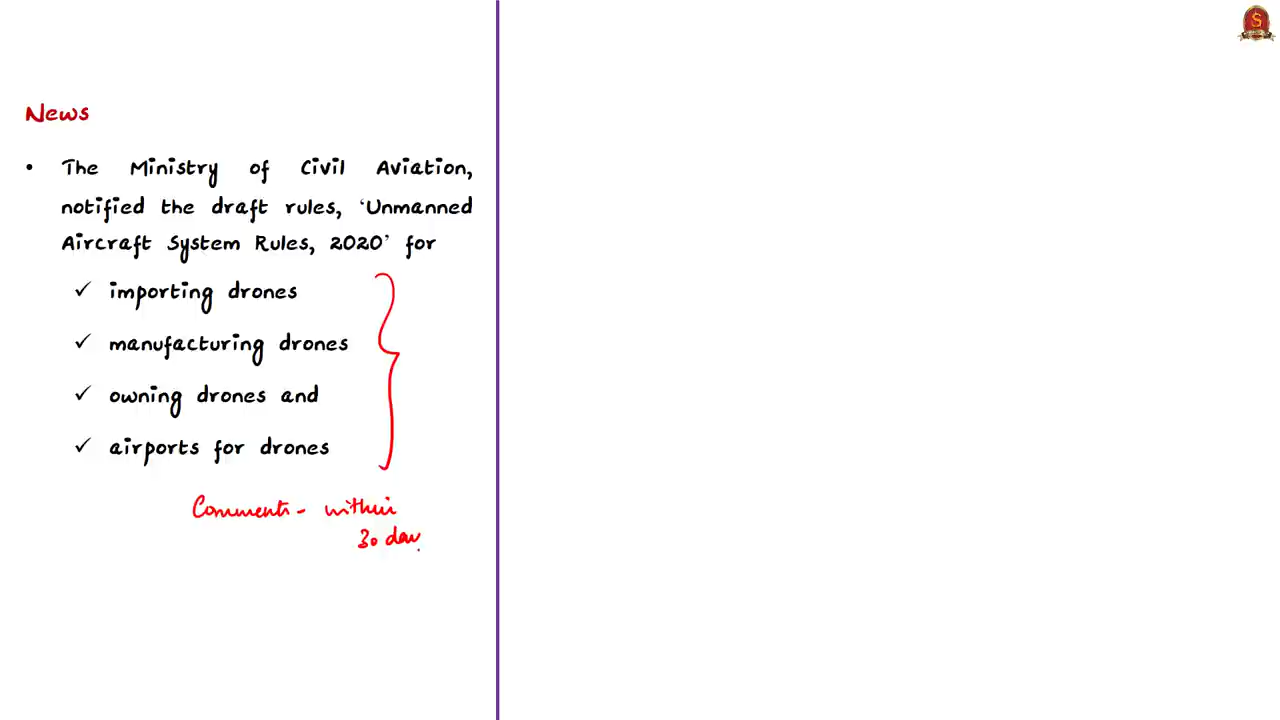 News
• The Ministry of Civil Aviation,
notified the draft rules, ‘Unmanned
Aircraft System Rules, 2020’ for
✓ importing drones
✓ manufacturing drones
✓ owning drones and
✓ airports for drones
Comments - within
30 day
S